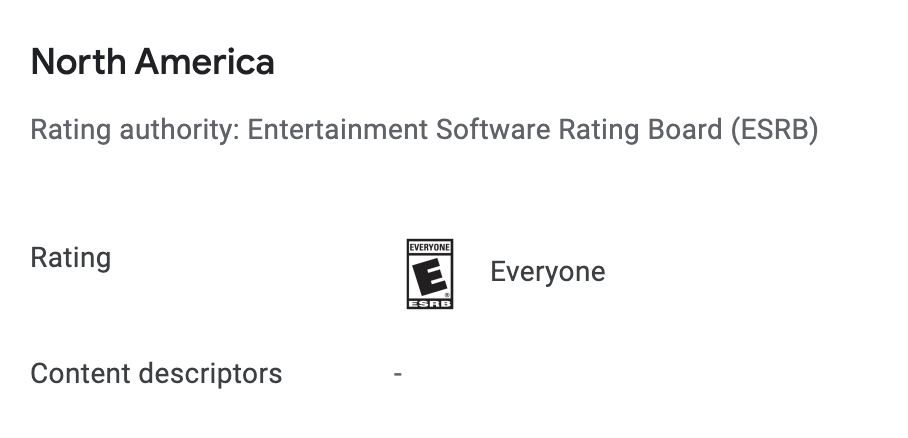 North America
Rating authority: Entertainment Software Rating Board (ESRB)
Rating
EVERYONE
E
ESRB
Everyone
Content descriptors -